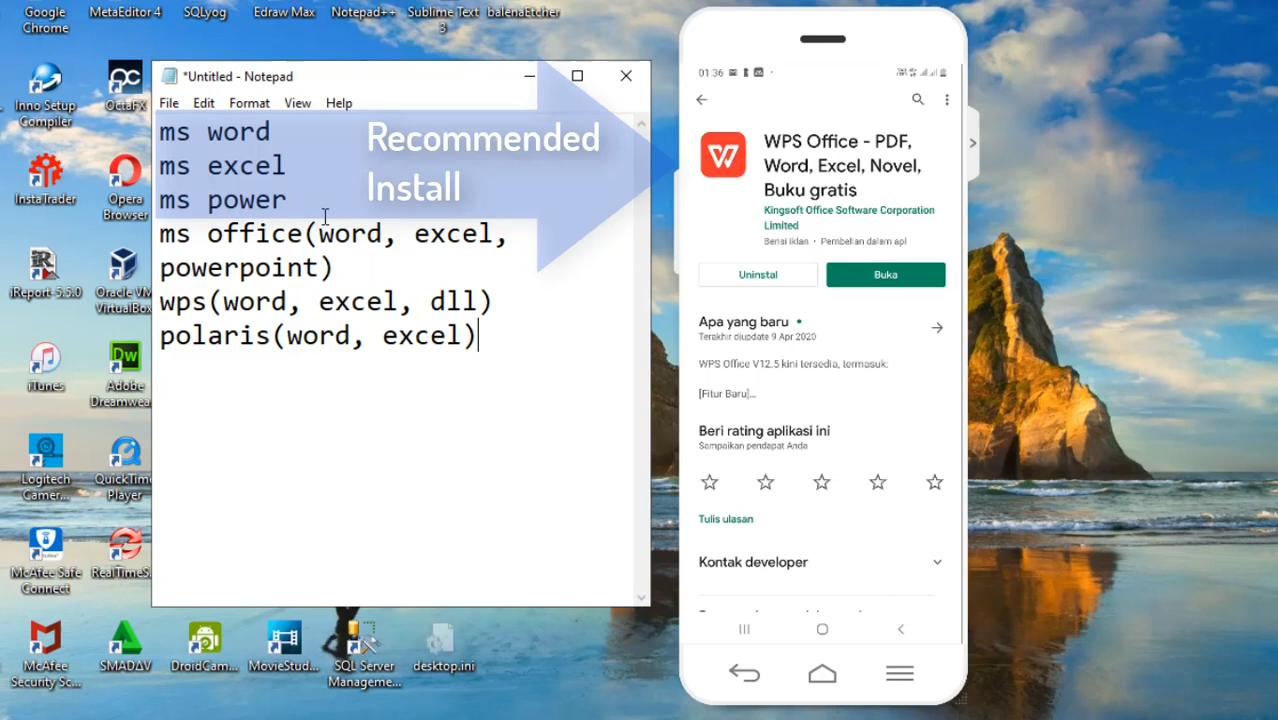 Google
Chrome
MetaEditor 4
SQLyog
Edraw Max
Notepad++
Sublime Text
3
balenaEtcher
Inno Setup
Compiler
OctaFX
InstaTrader
Opera
Browser
iReport-5.5.0
Oracle VM
VirtualBox
iTunes
Dw
Adobe
Dreamweav
Logitech
Camer...
QuickTime
Player
McAfee Safe
Connect
RealTimeS...
McAfee
Security Sc...
SMADΔV
DroidCam...
MovieStud...
SQL Server
Manageme...
desktop.ini
*Untitled - Notepad
File Edit Format View Help
ms word
ms excel
ms power
ms office(word, excel,
powerpoint)
wps(word, excel, dll)
polaris(word, excel)
Recommended
Install
01:36
WPS Office - PDF,
Word, Excel, Novel,
Buku gratis
Kingsoft Office Software Corporation
Limited
Berisi iklan • Pembelian dalam apl
Uninstal
Buka
Apa yang baru •
Terakhir diupdate 9 Apr 2020
WPS Office V12.5 kini tersedia, termasuk:
[Fitur Baru]...
Beri rating aplikasi ini
Sampaikan pendapat Anda
Tulis ulasan
Kontak developer